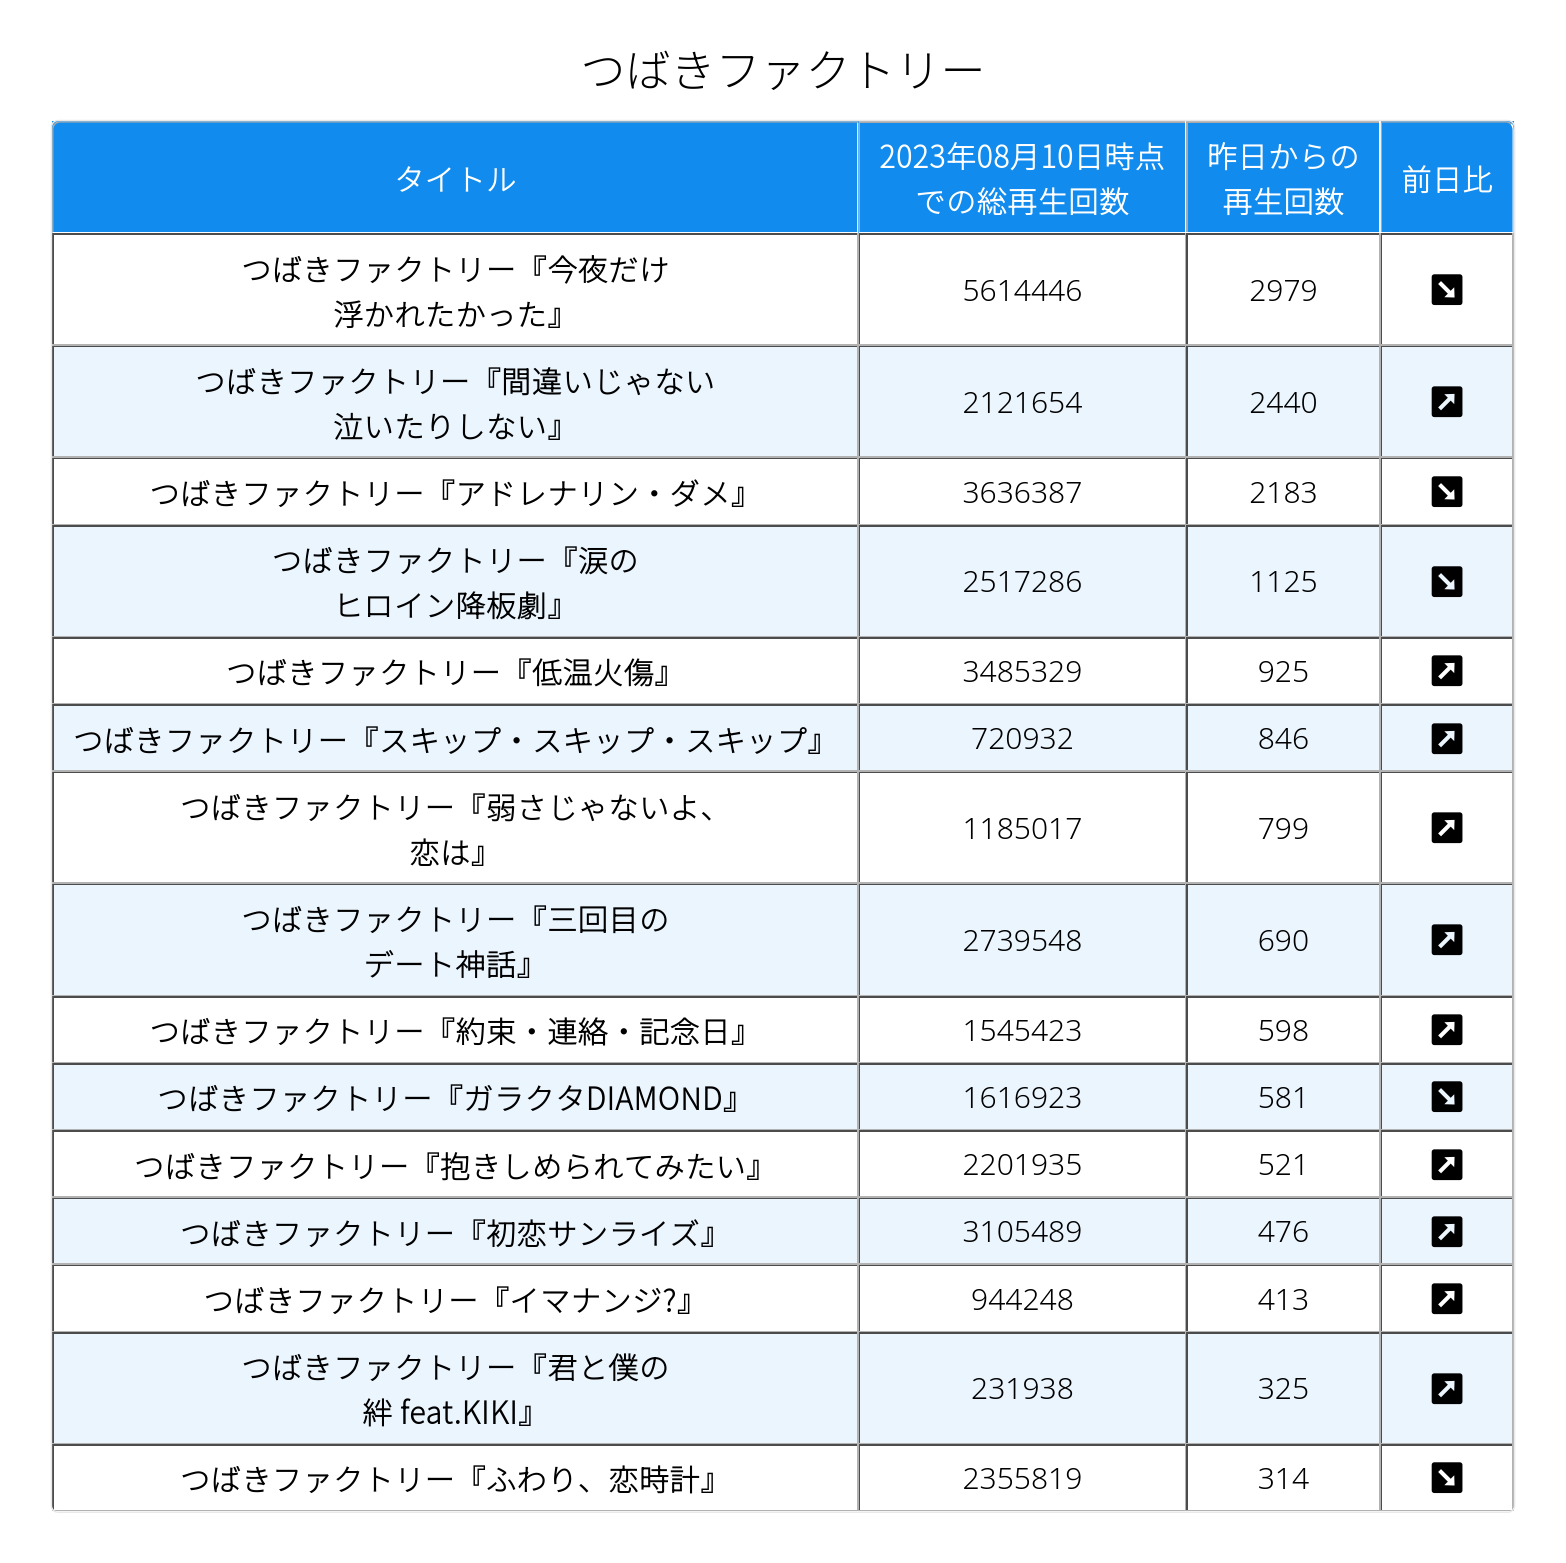 つばきファクトリー
タイトル
2023年08月10日時点
での総再生回数
昨日からの
再生回数
前日比
つばきファクトリー『今夜だけ
浮かれたかった』
5614446
2979
つばきファクトリー『間違いじゃない
泣いたりしない』
2121654
2440
つばきファクトリー『アドレナリン・ダメ』
3636387
2183
つばきファクトリー『涙の
ヒロイン降板劇』
2517286
1125
つばきファクトリー『低温火傷』
3485329
925
つばきファクトリー『スキップ・スキップ・スキップ』
720932
846
つばきファクトリー『弱さじゃないよ、
恋は』
1185017
799
つばきファクトリー『三回目の
デート神話』
2739548
690
つばきファクトリー『約束・連絡・記念日』
1545423
598
つばきファクトリー『ガラクタDIAMOND』
1616923
581
つばきファクトリー『抱きしめられてみたい』
2201935
521
つばきファクトリー『初恋サンライズ』
3105489
476
つばきファクトリー『イマナンジ?』
944248
413
つばきファクトリー『君と僕の
絆 feat.KIKI』
231938
325
つばきファクトリー『ふわり、恋時計』
2355819
314